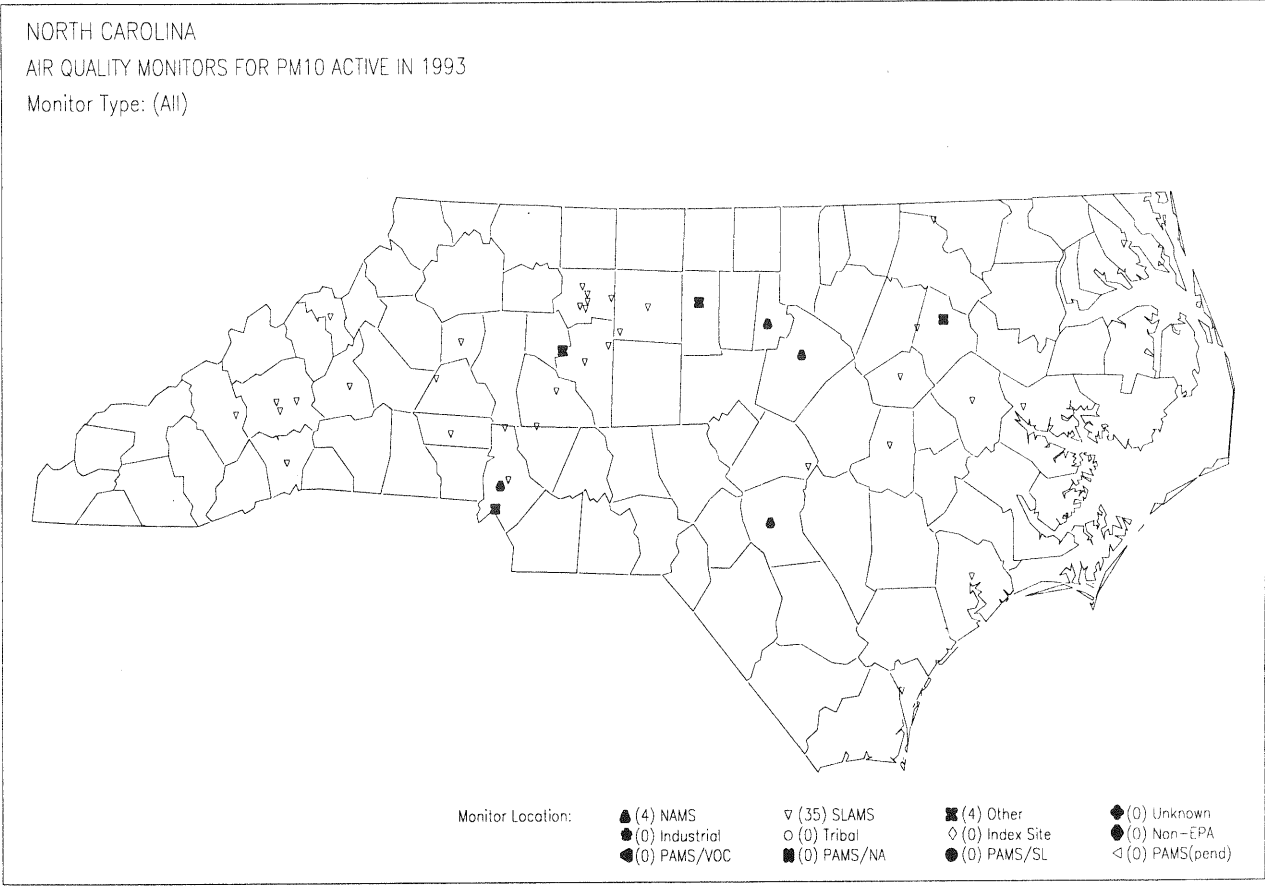 NORTH CAROLINA
AIR QUALITY MONITORS FOR PM10 ACTIVE IN 1993
Monitor Type: (All)
Monitor Location: (4) NAMS (35) SLAMS (4) Other (0) Unknown
(0) Industrial (0) Tribal (0) Index Site (0) Non-EPA
(0) PAMS/VOC (0) PAMS/NA (0) PAMS/SL (0) PAMS(pend)